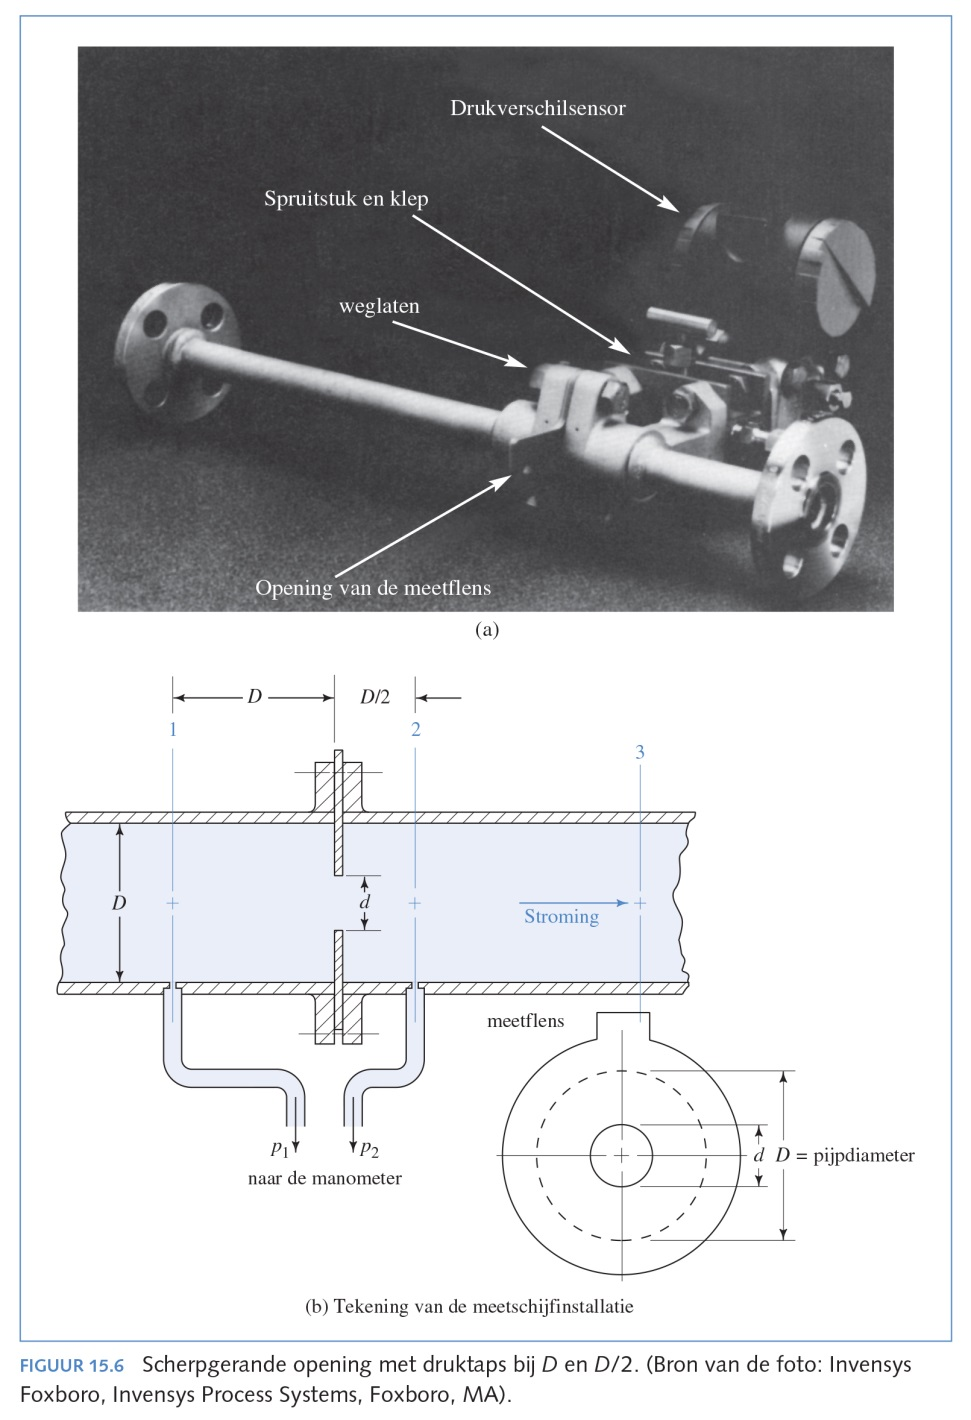 Drukverschilsensor
Spruitstuk en klep
weglaten
Opening van de meetflens
(a)
D
D/2
1
2
3
D
d
Stroming
meetflens
p1
p2
naar de manometer
d D = pijpdiameter
(b) Tekening van de meetschijfinstallatie
FIGUUR 15.6 Scherpgerande opening met druktaps bij D en D/2. (Bron van de foto: Invensys
Foxboro, Invensys Process Systems, Foxboro, MA).